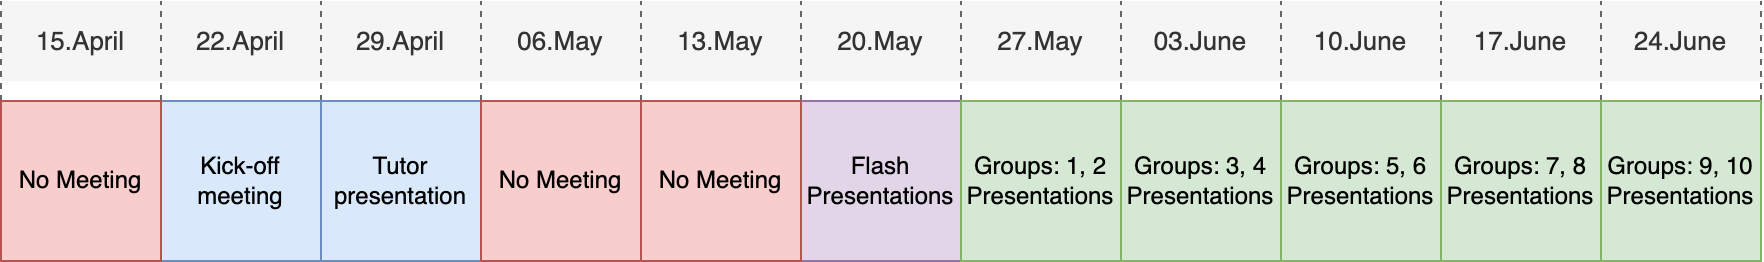 15.April
22.April
29.April
06.May
13.May
20.May
27.May
03.June
10.June
17.June
24.June
No Meeting
Kick-off
meeting
Tutor
presentation
No Meeting
No Meeting
Flash
Presentations
Groups: 1, 2
Presentations
Groups: 3, 4
Presentations
Groups: 5, 6
Presentations
Groups: 7, 8
Presentations
Groups: 9, 10
Presentations